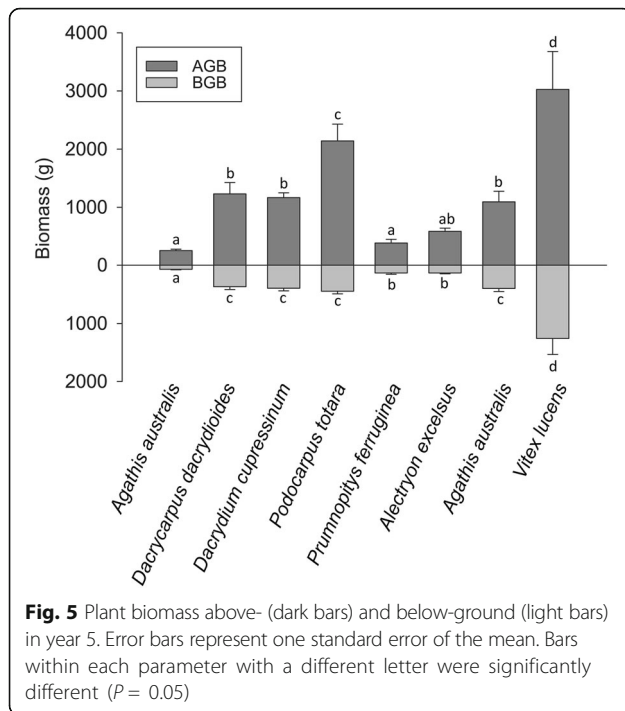 4000
3000
2000
1000
0
1000
2000
Biomass (g)
AGB
BGB
a
b
b
c
a
ab
b
d
a
c
c
c
b
b
c
d
Agathis australis
Dacrycarpus dacrydioides
Dacrydium cupressinum
Podocarpus totara
Prumnopitys ferruginea
Alectryon excelsus
Agathis australis
Vitex lucens
Fig. 5 Plant biomass above- (dark bars) and below-ground (light bars)
in year 5. Error bars represent one standard error of the mean. Bars
within each parameter with a different letter were significantly
different (P = 0.05)